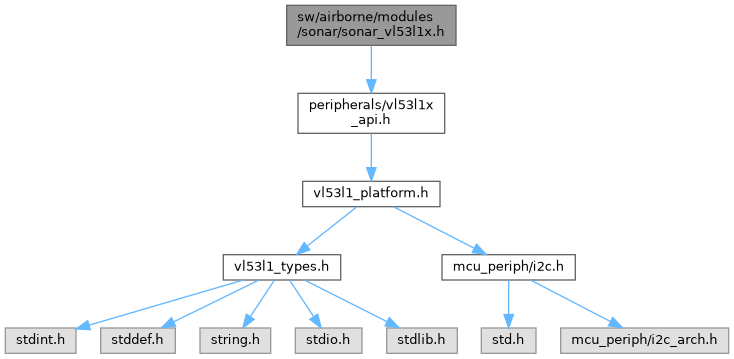 sw/airborne/modules
/sonar/sonar_vl53l1x.h
peripherals/vl53l1x
_api.h
vl53l1_platform.h
vl53l1_types.h
mcu_periph/i2c.h
stdint.h
stddef.h
string.h
stdio.h
stdlib.h
std.h
mcu_periph/i2c_arch.h